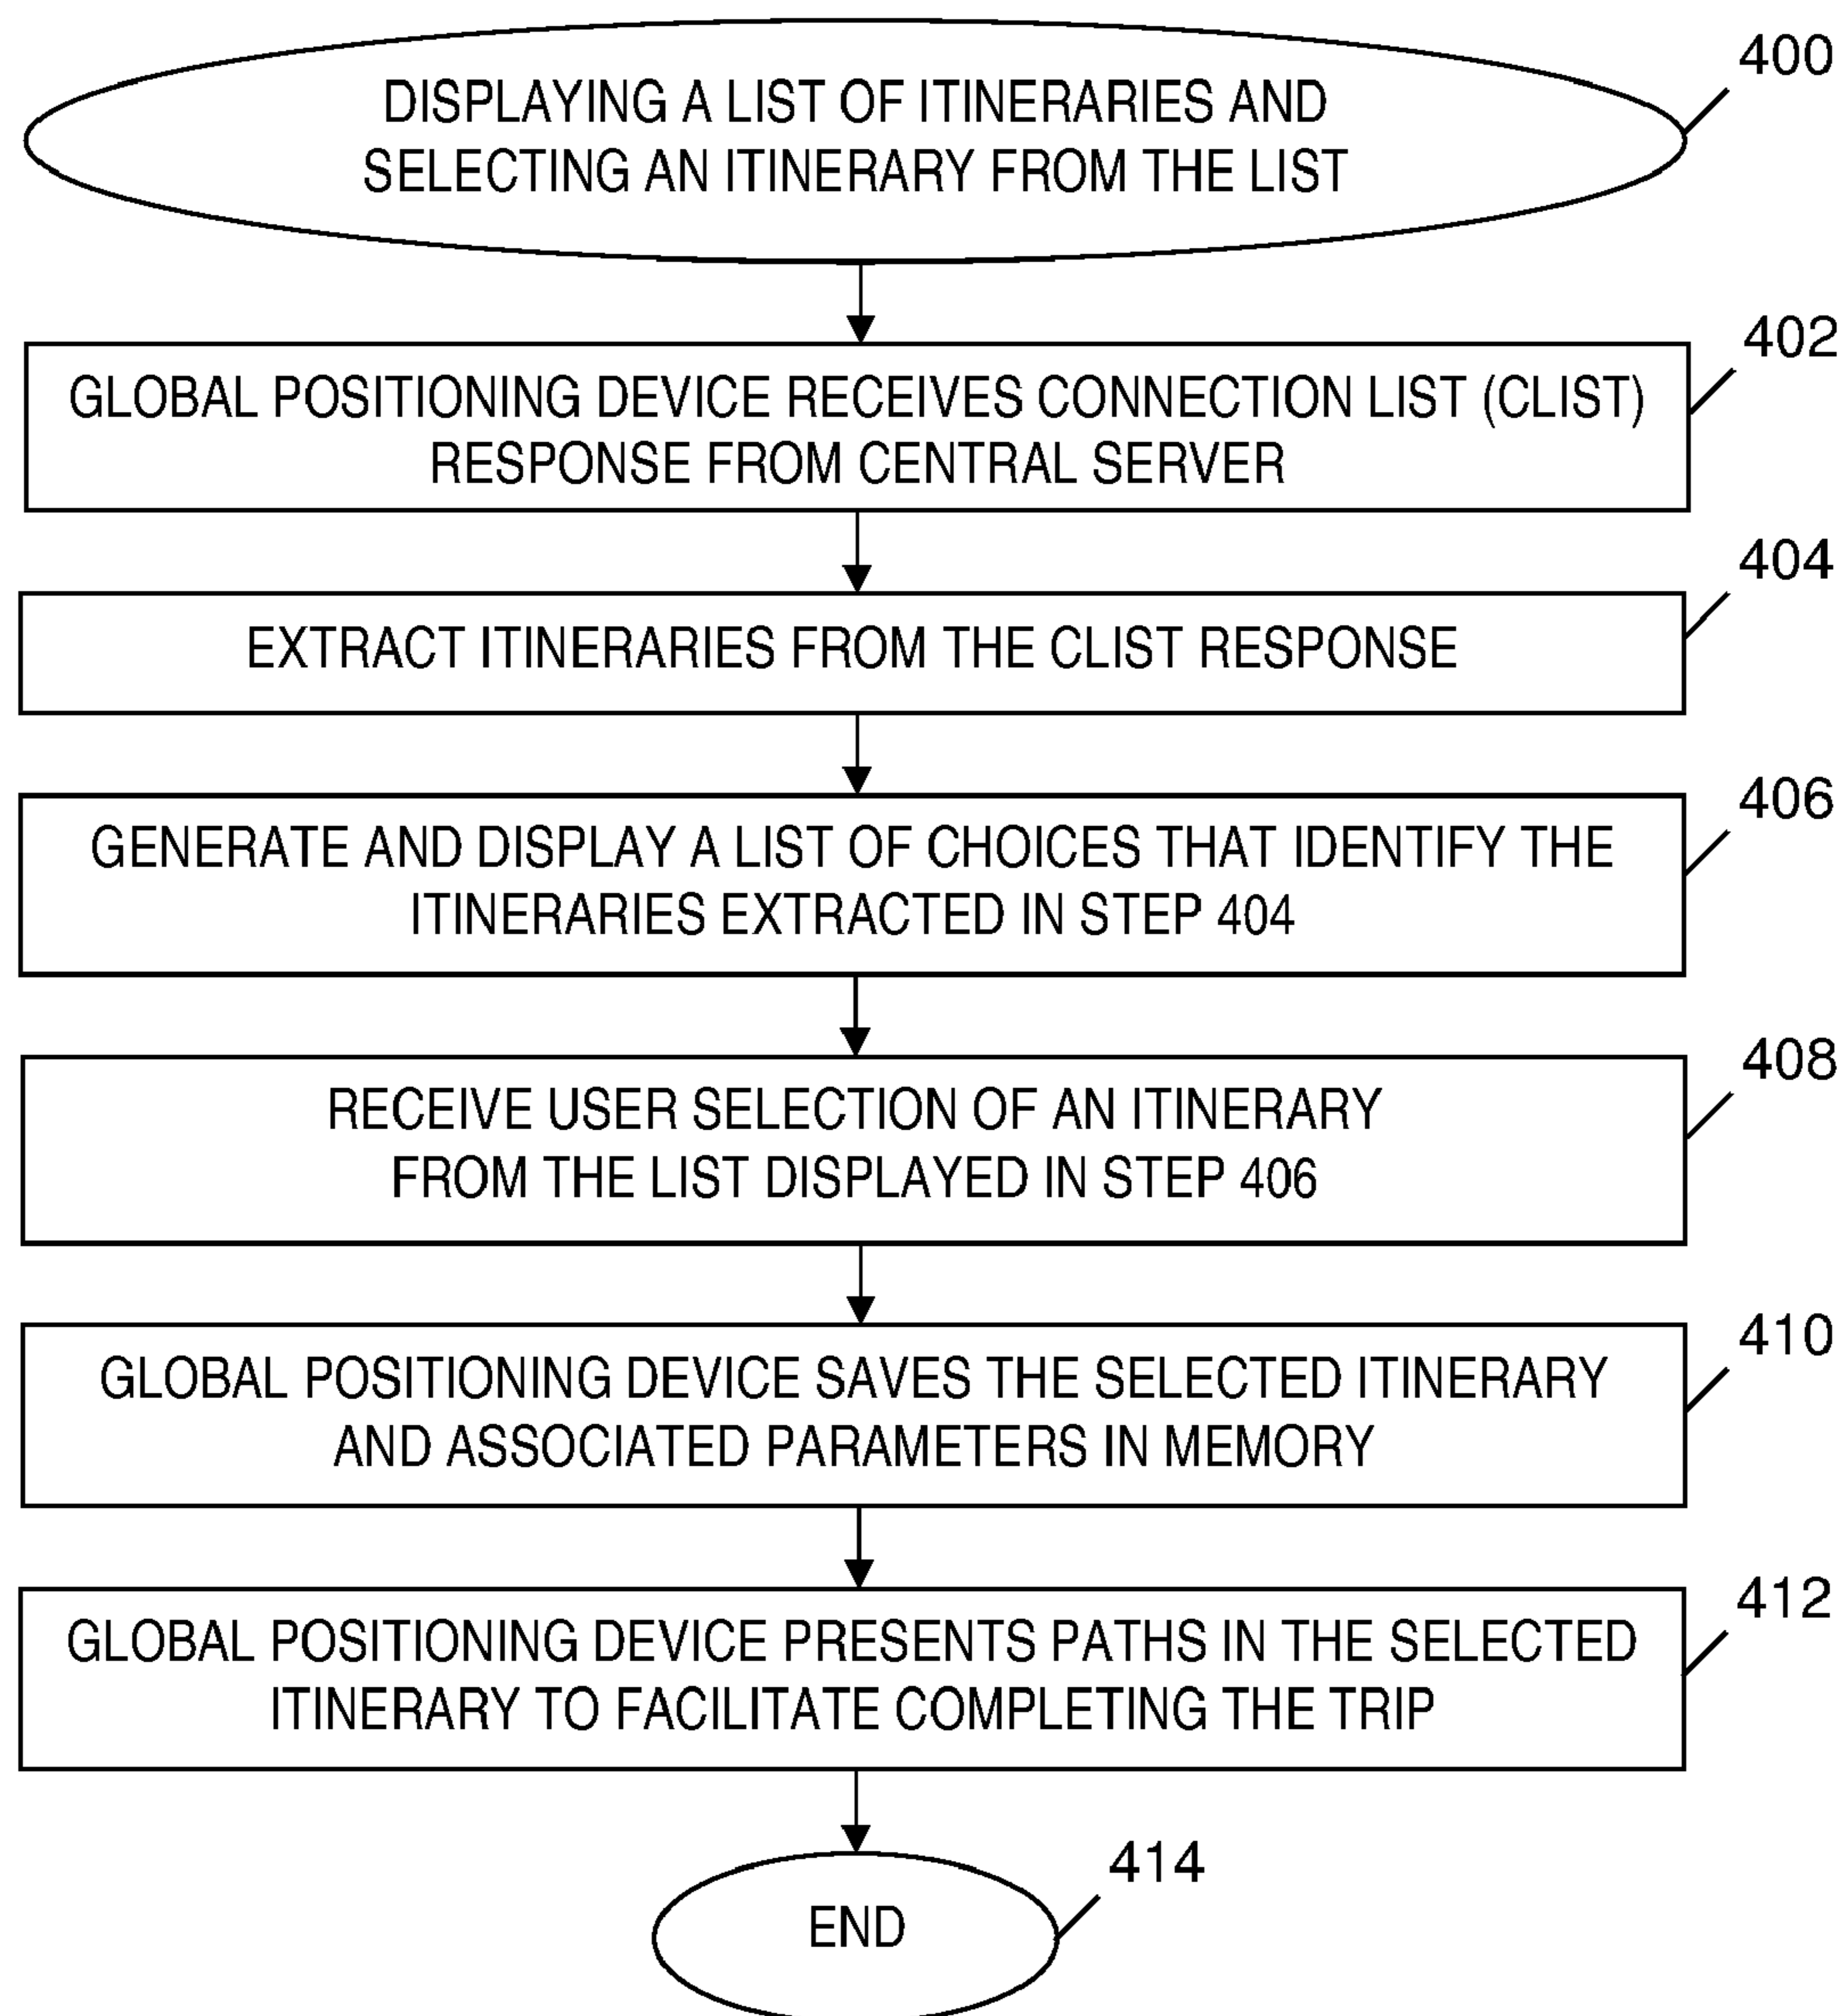 400
DISPLAYING A LIST OF ITINERARIES AND
SELECTING AN ITINERARY FROM THE LIST
402
GLOBAL POSITIONING DEVICE RECEIVES CONNECTION LIST (CLIST)
RESPONSE FROM CENTRAL SERVER
404
EXTRACT ITINERARIES FROM THE CLIST RESPONSE
406
GENERATE AND DISPLAY A LIST OF CHOICES THAT IDENTIFY THE
ITINERARIES EXTRACTED IN STEP 404
408
RECEIVE USER SELECTION OF AN ITINERARY
FROM THE LIST DISPLAYED IN STEP 406
410
GLOBAL POSITIONING DEVICE SAVES THE SELECTED ITINERARY
AND ASSOCIATED PARAMETERS IN MEMORY
412
GLOBAL POSITIONING DEVICE PRESENTS PATHS IN THE SELECTED
ITINERARY TO FACILITATE COMPLETING THE TRIP
414
END